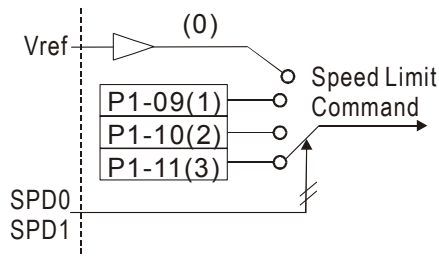 (0)
Vref
Speed Limit
Command
P1-09(1)
P1-10(2)
P1-11(3)
SPD0
SPD1